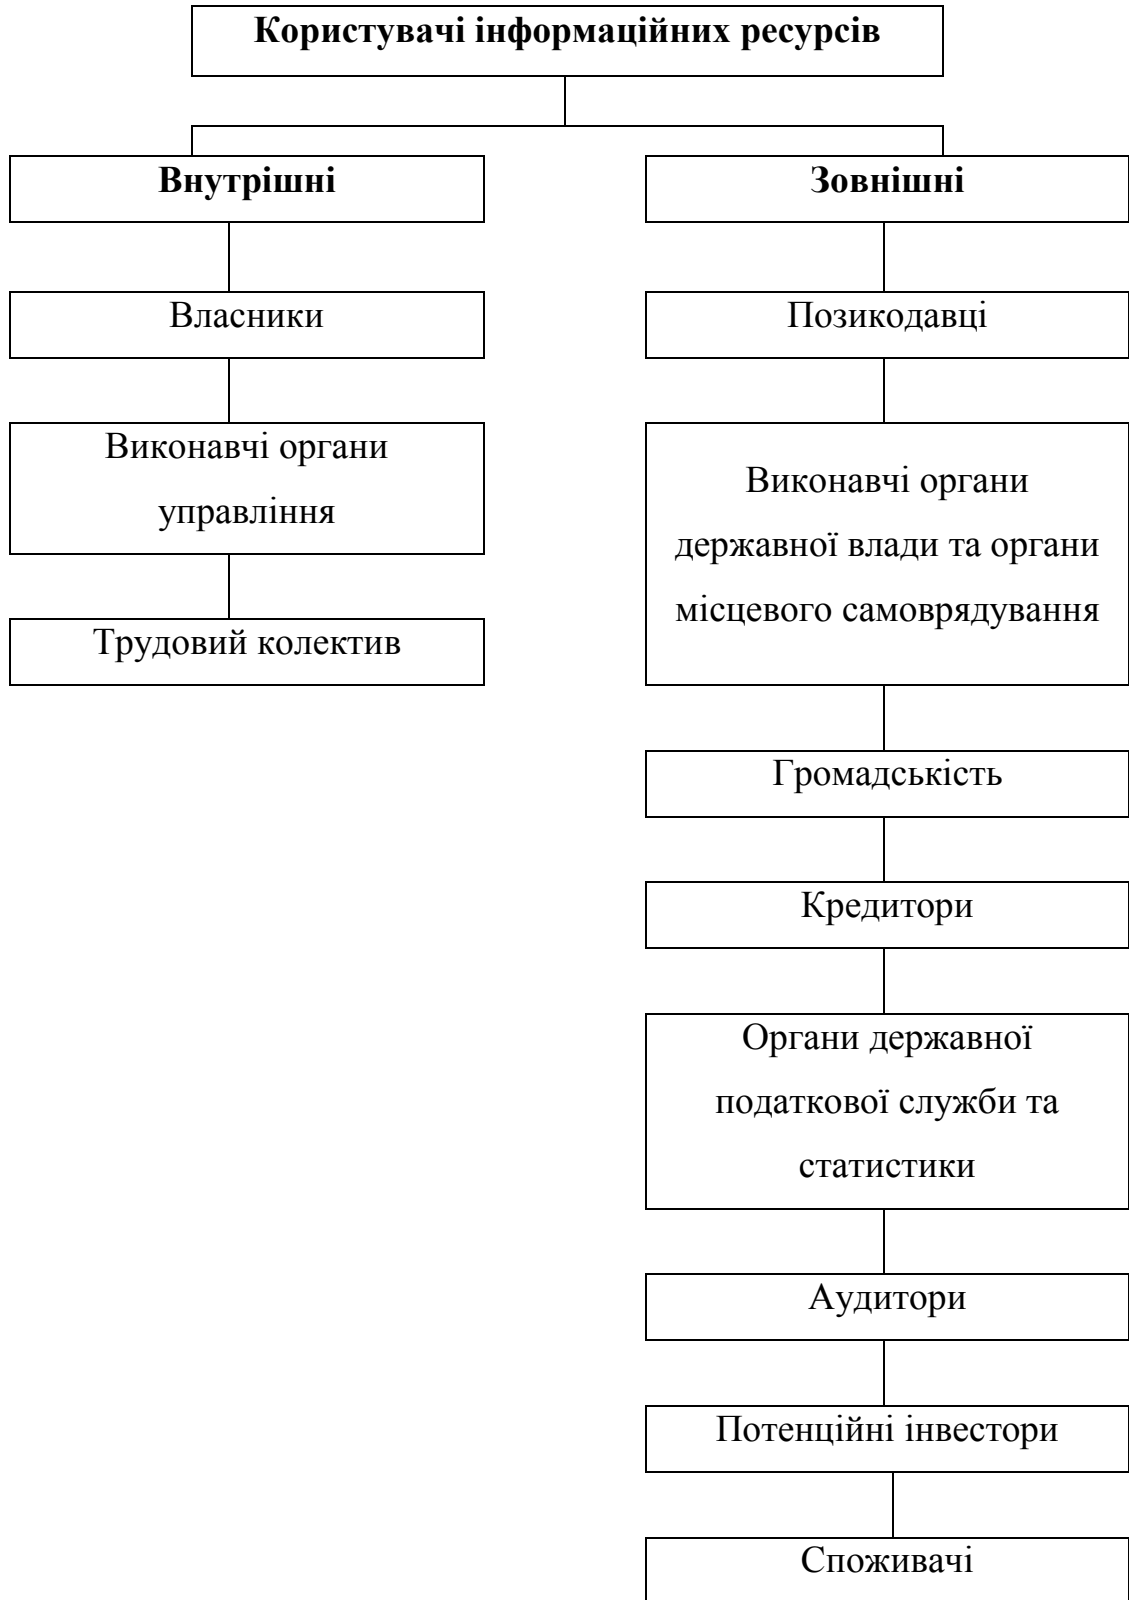 Користувачі інформаційних ресурсів
Внутрішні
Власники
Виконавчі органи
управління
Трудовий колектив
Зовнішні
Позикодавці
Виконавчі органи
державної влади та органи
місцевого самоврядування
Громадськість
Кредитори
Органи державної
податкової служби та
статистики
Аудитори
Потенційні інвестори
Споживачі